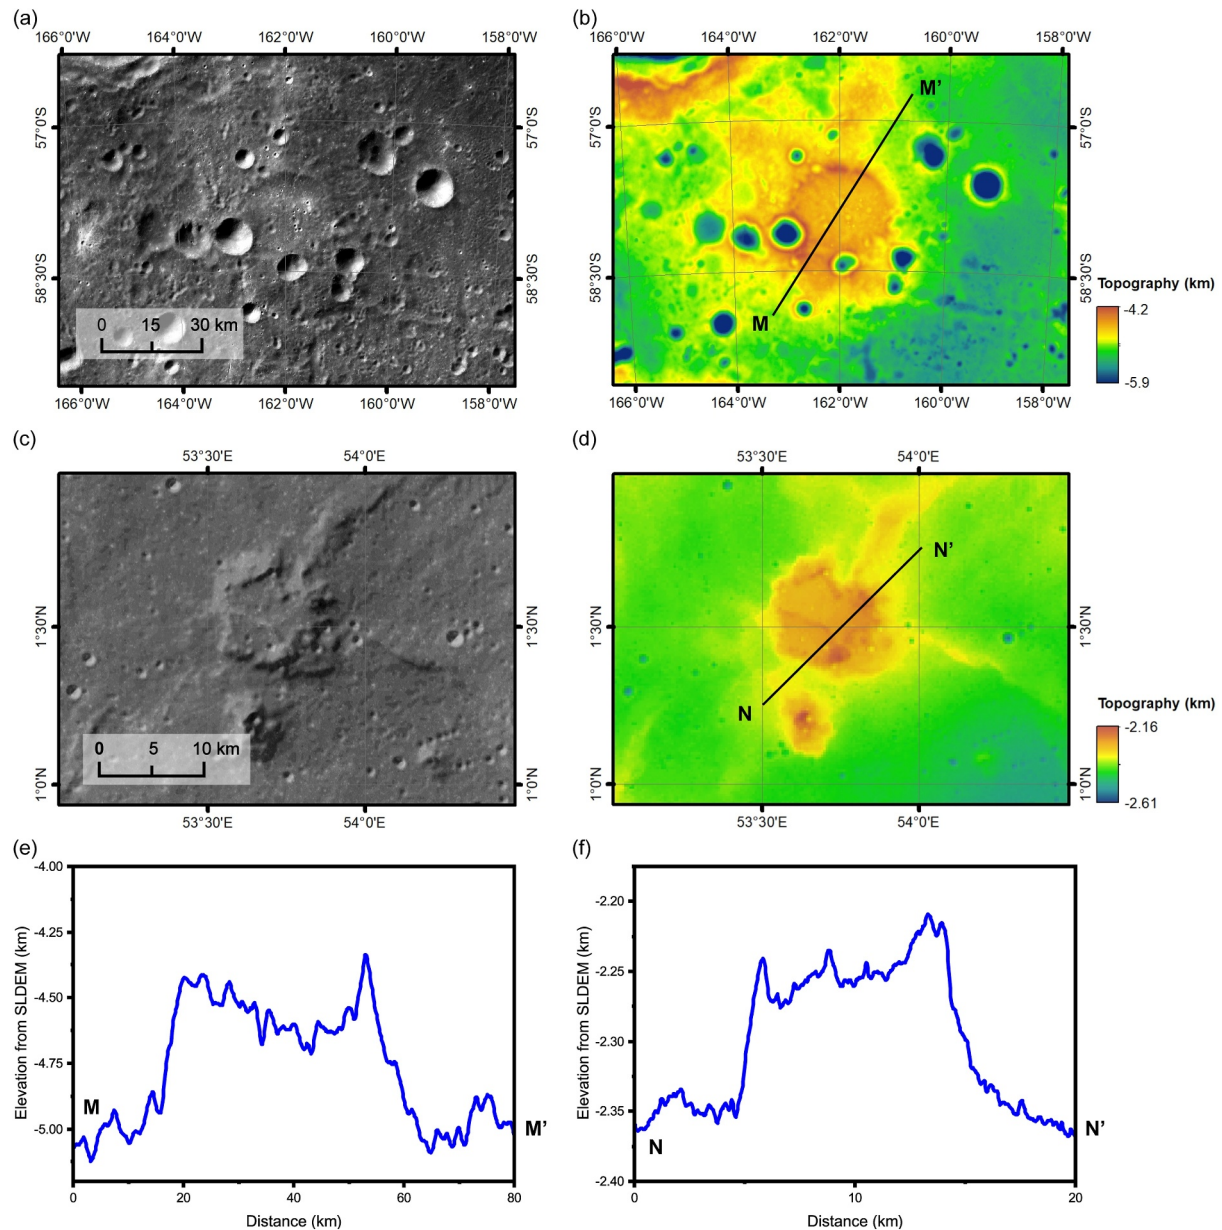 (a)
166°0'W 164°0'W 162°0'W 160°0'W 158°0'W
57°0'S 57°0'S
58°30'S 58°30'S
0 15 30 km
166°0'W 164°0'W 162°0'W 160°0'W 158°0'W
(b)
166°0'W 164°0'W 162°0'W 160°0'W 158°0'W
M'
57°0'S 57°0'S
58°30'S 58°30'S
M
166°0'W 164°0'W 162°0'W 160°0'W 158°0'W
Topography (km)
-4.2
-5.9
(c)
53°30'E 54°0'E
1°30'N 1°30'N
0 5 10 km
1°0'N 1°0'N
53°30'E 54°0'E
(d)
53°30'E 54°0'E
N'
1°30'N 1°30'N
N
1°0'N 1°0'N
53°30'E 54°0'E
Topography (km)
-2.16
-2.61
(e)
Elevation from SLDEM (km)
-4.00
-4.25
-4.50
-4.75
-5.00
M
M'
0 20 40 60 80
Distance (km)
(f)
Elevation from SLDEM (km)
-2.20
-2.25
-2.30
-2.35
-2.40
N
N'
0 10 20
Distance (km)